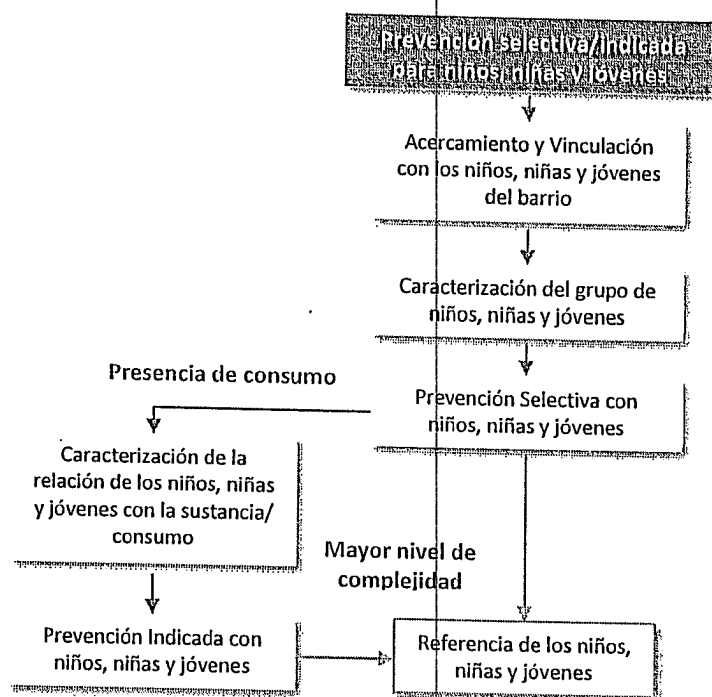 Prevención selectiva/indicada
para niños, niñas y jóvenes
Acercamiento y Vinculación
con los niños, niñas y jóvenes
del barrio
Caracterización del grupo de
niños, niñas y jóvenes
Presencia de consumo
Prevención Selectiva con
niños, niñas y jóvenes
Caracterización de la
relación de los niños, niñas
y jóvenes con la sustancia/
consumo
Mayor nivel de
complejidad
Prevención Indicada con
niños, niñas y jóvenes
Referencia de los niños,
niñas y jóvenes